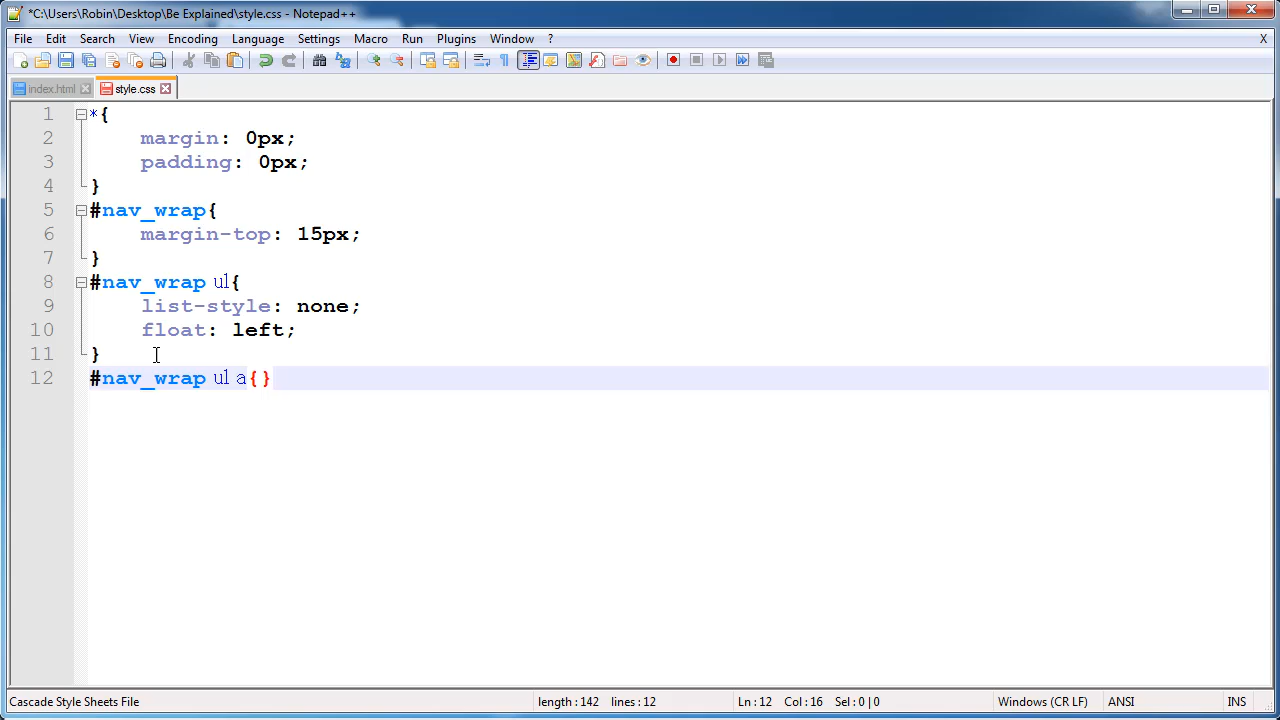 *C:\Users\Robin\Desktop\Be Explained\style.css - Notepad++
File Edit Search View Encoding Language Settings Macro Run Plugins Window ? X
index.html style.css
1 *{
2 margin: 0px;
3 padding: 0px;
4 }
5 #nav_wrap{
6 margin-top: 15px;
7 }
8 #nav_wrap ul{
9 list-style: none;
10 float: left;
11 }
12 #nav_wrap ul a{}
Cascade Style Sheets File length : 142 lines : 12 Ln : 12 Col : 16 Sel : 0 | 0 Windows (CR LF) ANSI INS